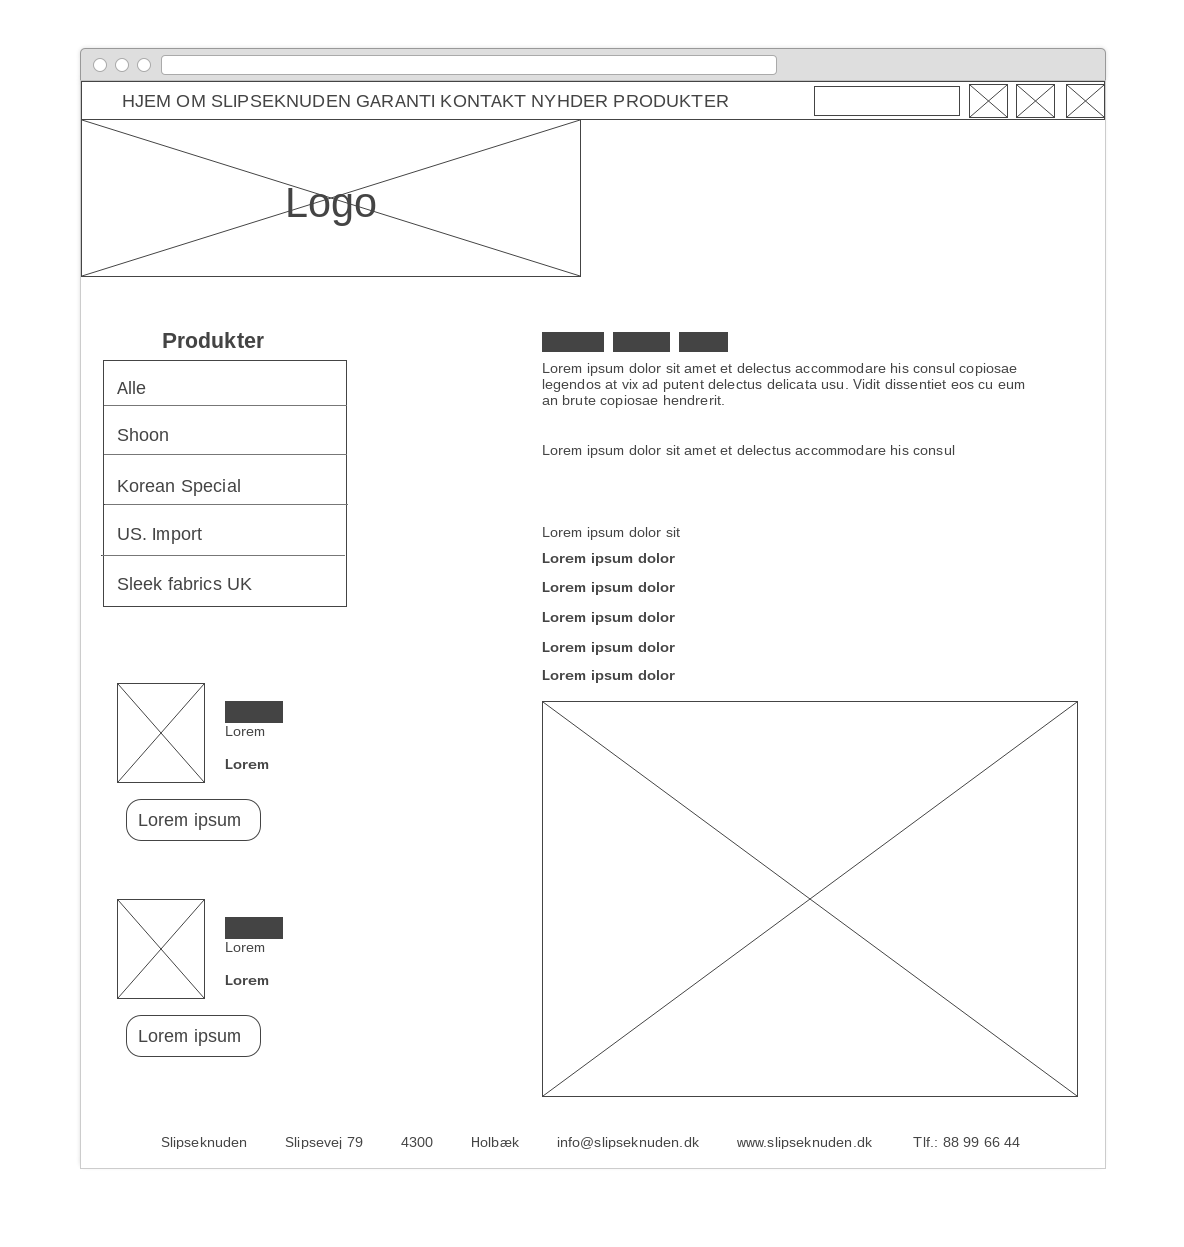 HJEM OM SLIPSEKNUDEN GARANTI KONTAKT NYHDER PRODUKTER
Logo
Produkter
Alle
Shoon
Korean Special
US. Import
Sleek fabrics UK
Lorem
Lorem
Lorem ipsum
Lorem
Lorem
Lorem ipsum
Lorem ipsum dolor sit amet et delectus accommodare his consul copiosae
legendos at vix ad putent delectus delicata usu. Vidit dissentiet eos cu eum
an brute copiosae hendrerit.
Lorem ipsum dolor sit amet et delectus accommodare his consul
Lorem ipsum dolor sit
Lorem ipsum dolor
Lorem ipsum dolor
Lorem ipsum dolor
Lorem ipsum dolor
Lorem ipsum dolor
Slipseknuden Slipsevej 79 4300 Holbæk info@slipseknuden.dk www.slipseknuden.dk Tlf.: 88 99 66 44